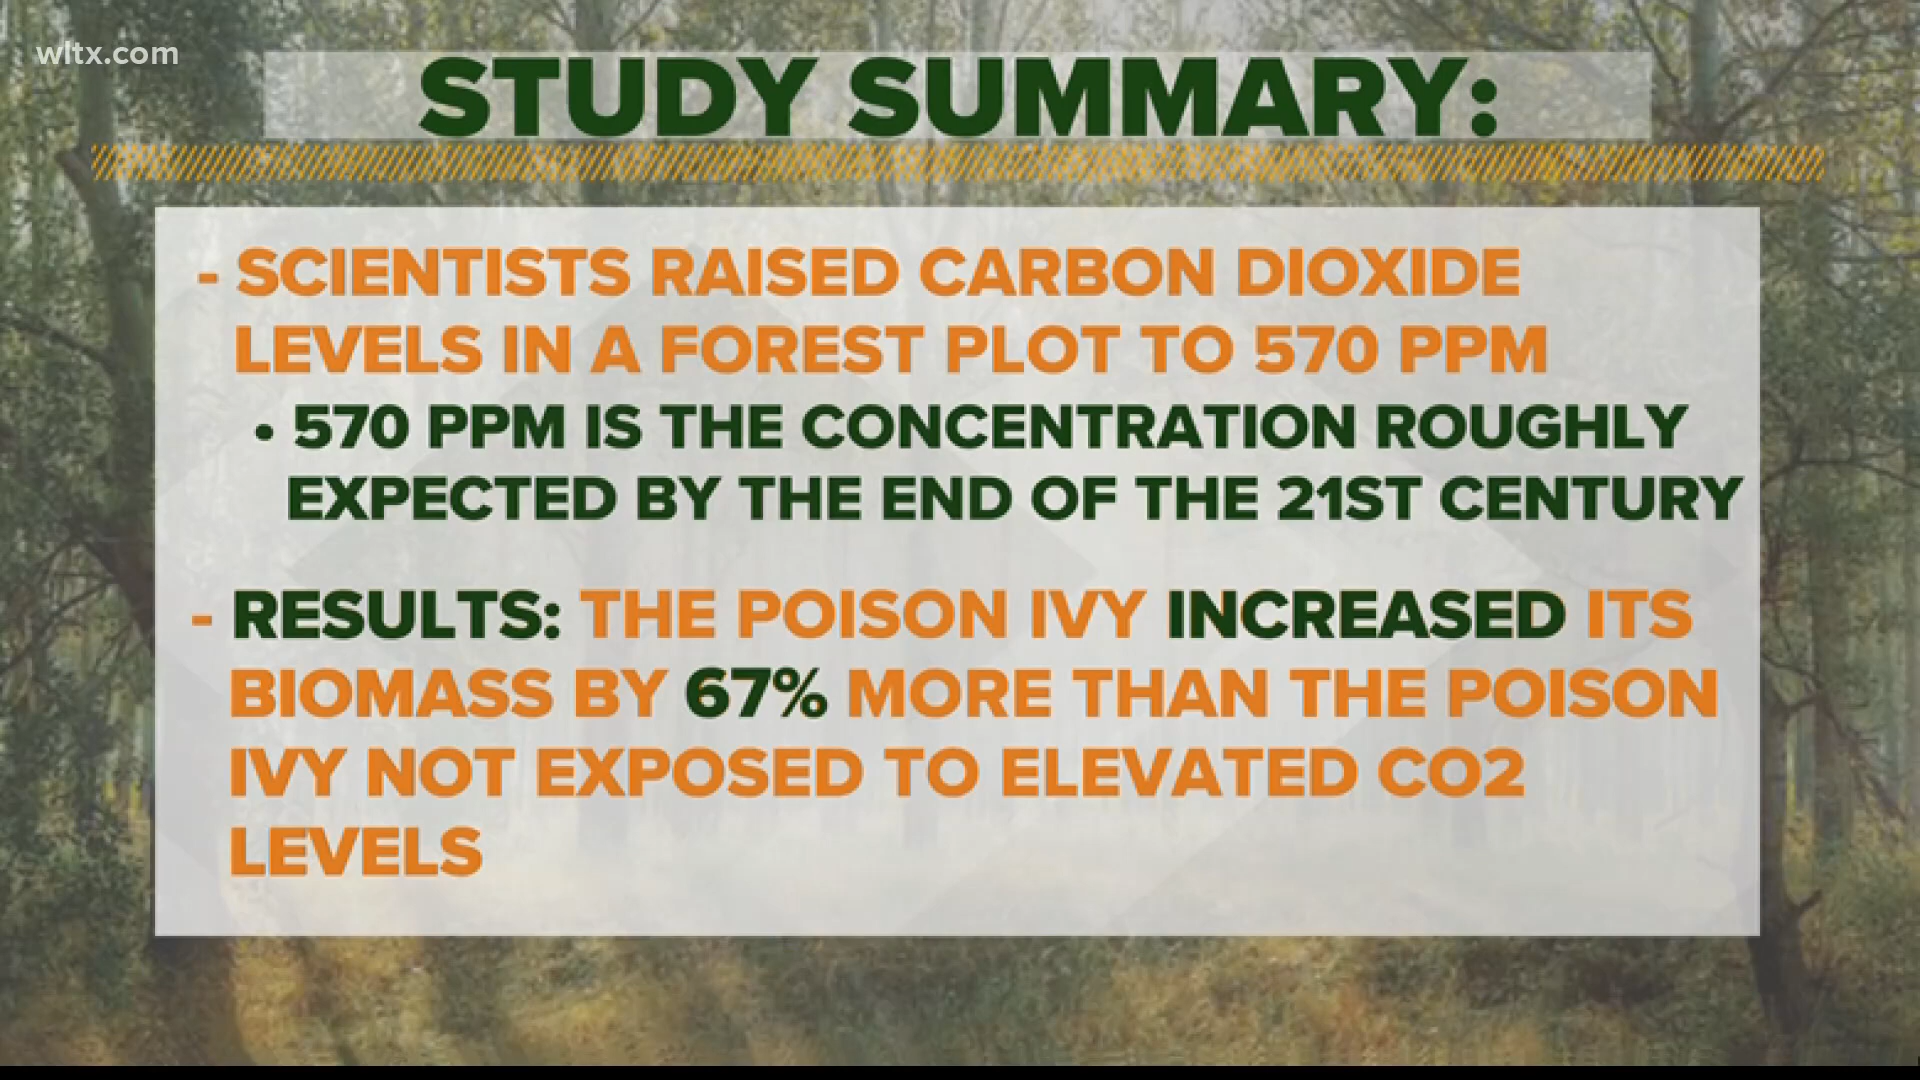 wltx.com
STUDY SUMMARY:
- SCIENTISTS RAISED CARBON DIOXIDE
LEVELS IN A FOREST PLOT TO 570 PPM
• 570 PPM IS THE CONCENTRATION ROUGHLY
EXPECTED BY THE END OF THE 21ST CENTURY
- RESULTS: THE POISON IVY INCREASED ITS
BIOMASS BY 67% MORE THAN THE POISON
IVY NOT EXPOSED TO ELEVATED CO2
LEVELS